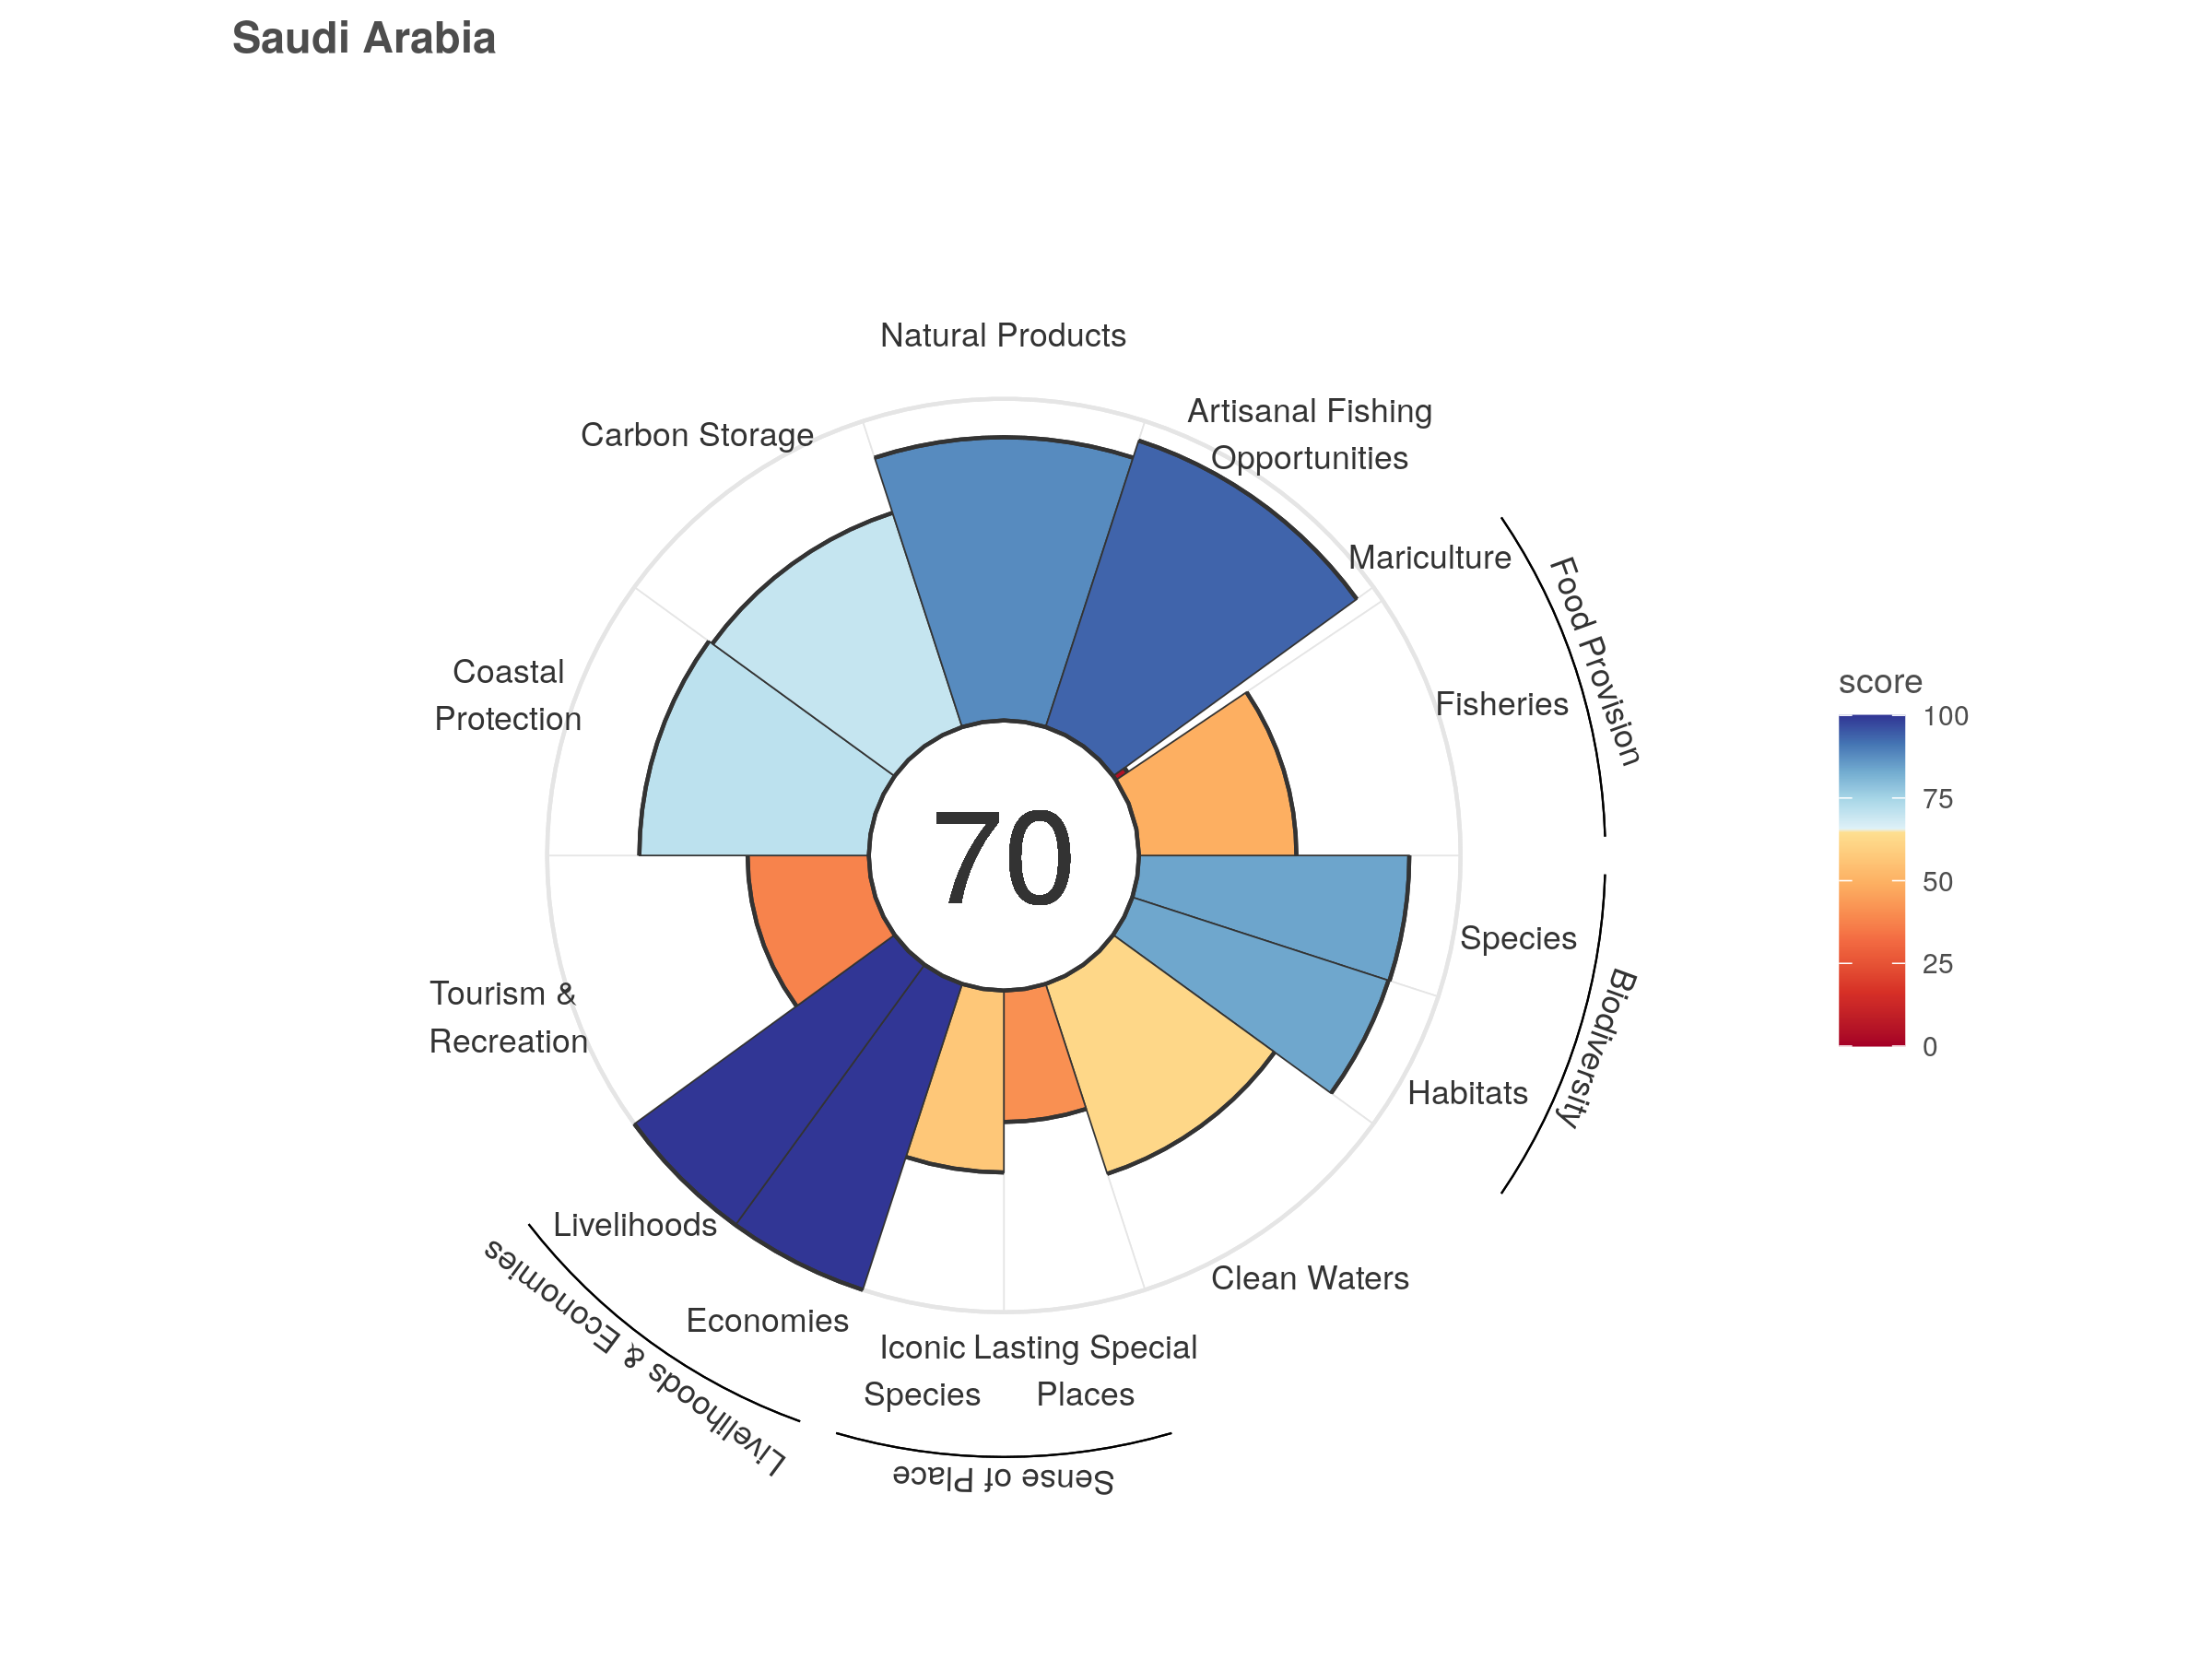 Saudi Arabia
Natural Products
Artisanal Fishing
Opportunities
Carbon Storage
Mariculture
Food Provision
Fisheries
Coastal
Protection
score
100
75
50
25
0
70
Species
Biodiversity
Habitats
Tourism &
Recreation
Livelihoods
Clean Waters
Economies
Iconic
Species
Lasting Special
Places
Livelihoods & Economies
Sense of Place